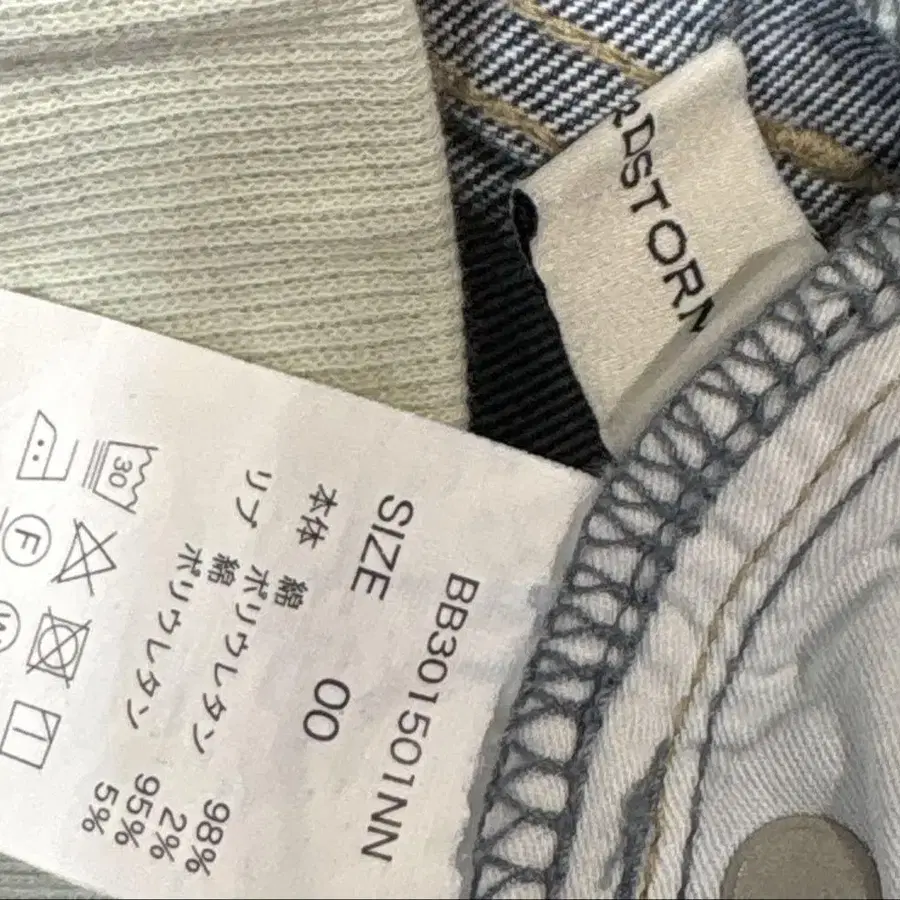 RDSTORM
BB301501NN
SIZE 00
本体 綿 98%
ポリウレタン 2%
リブ 綿 95%
ポリウレタン 5%
30
F
W